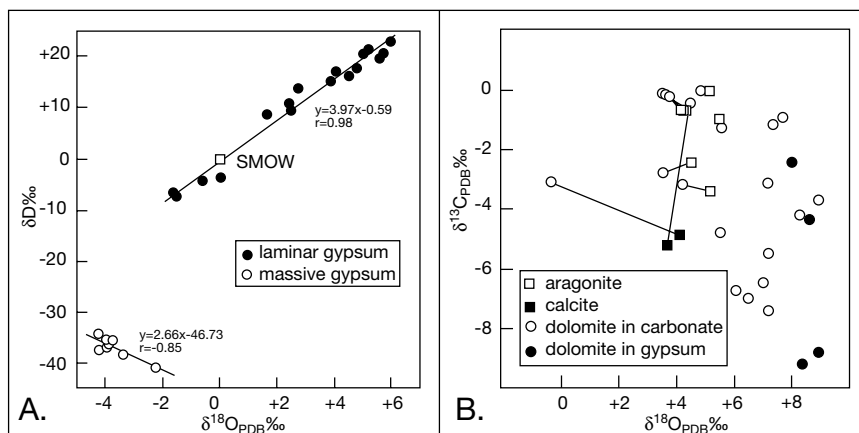 +20
+10
0
-10
-20
-30
-40
δD‰
y=3.97x-0.59
r=0.98
SMOW
laminar gypsum
massive gypsum
y=2.66x-46.73
r=-0.85
-4
-2
0
+2
+4
+6
A.
δ18OPDB‰
0
-2
-4
-6
-8
δ13CPDB‰
aragonite
calcite
dolomite in carbonate
dolomite in gypsum
0
+2
+4
+6
+8
B.
δ18OPDB‰